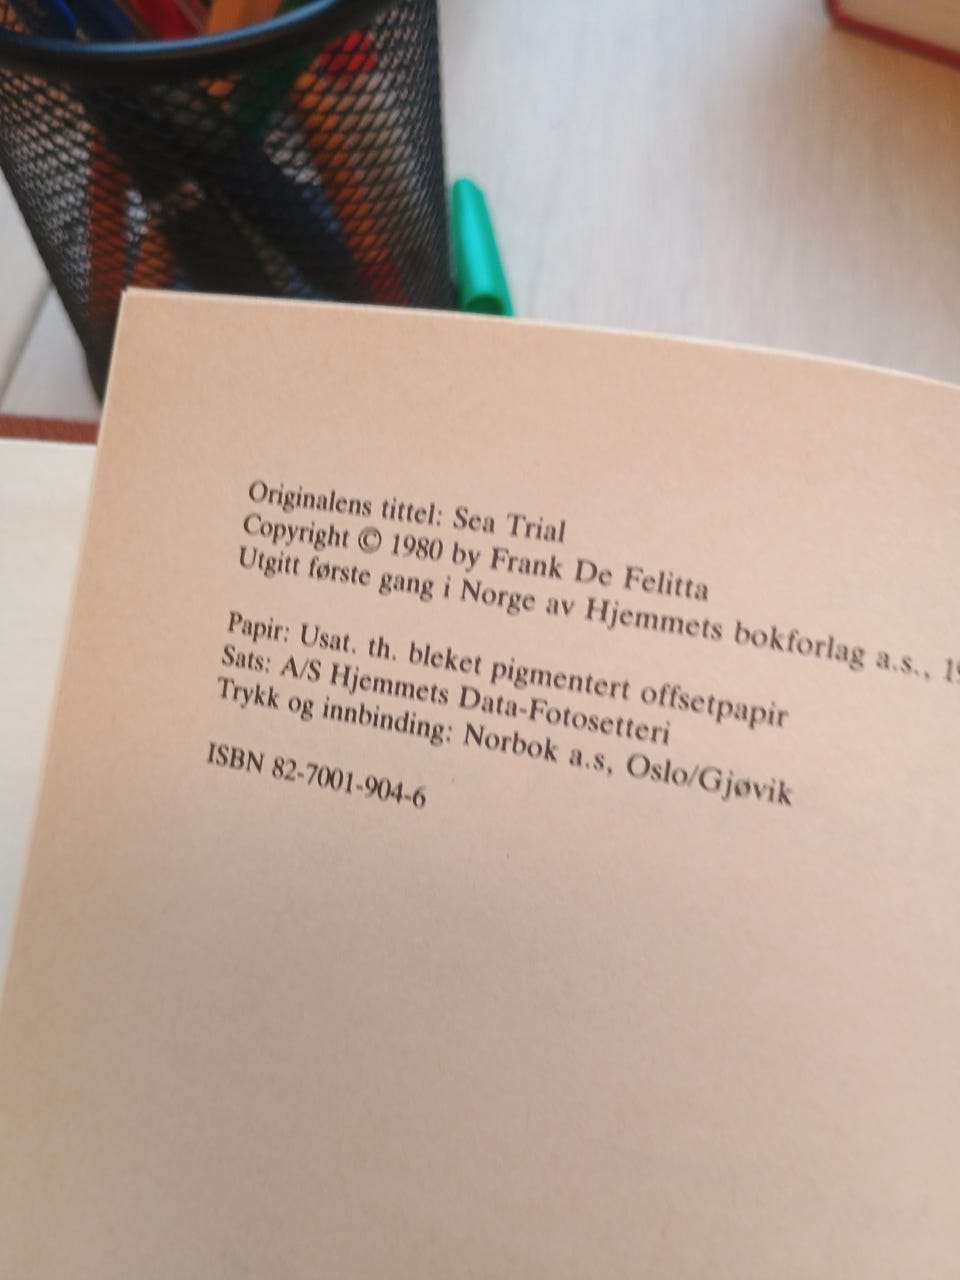 Originalens tittel: Sea Trial
Copyright © 1980 by Frank De Felitta
Utgitt første gang i Norge av Hjemmets bokforlag a.s.,
Papir: Usat. th. bleket pigmentert offsetpapir
Sats: A/S Hjemmets Data-Fotosetteri
Trykk og innbinding: Norbok a.s, Oslo/Gjøvik
ISBN 82-7001-904-6